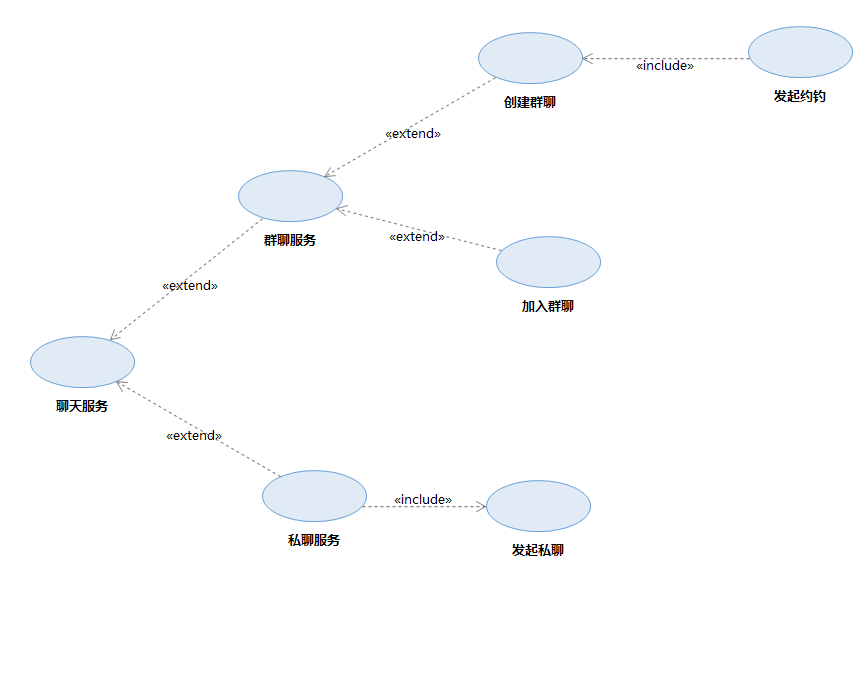 «include»
发起约钓
创建群聊
«extend»
群聊服务
«extend»
加入群聊
«extend»
聊天服务
«extend»
私聊服务
«include»
发起私聊